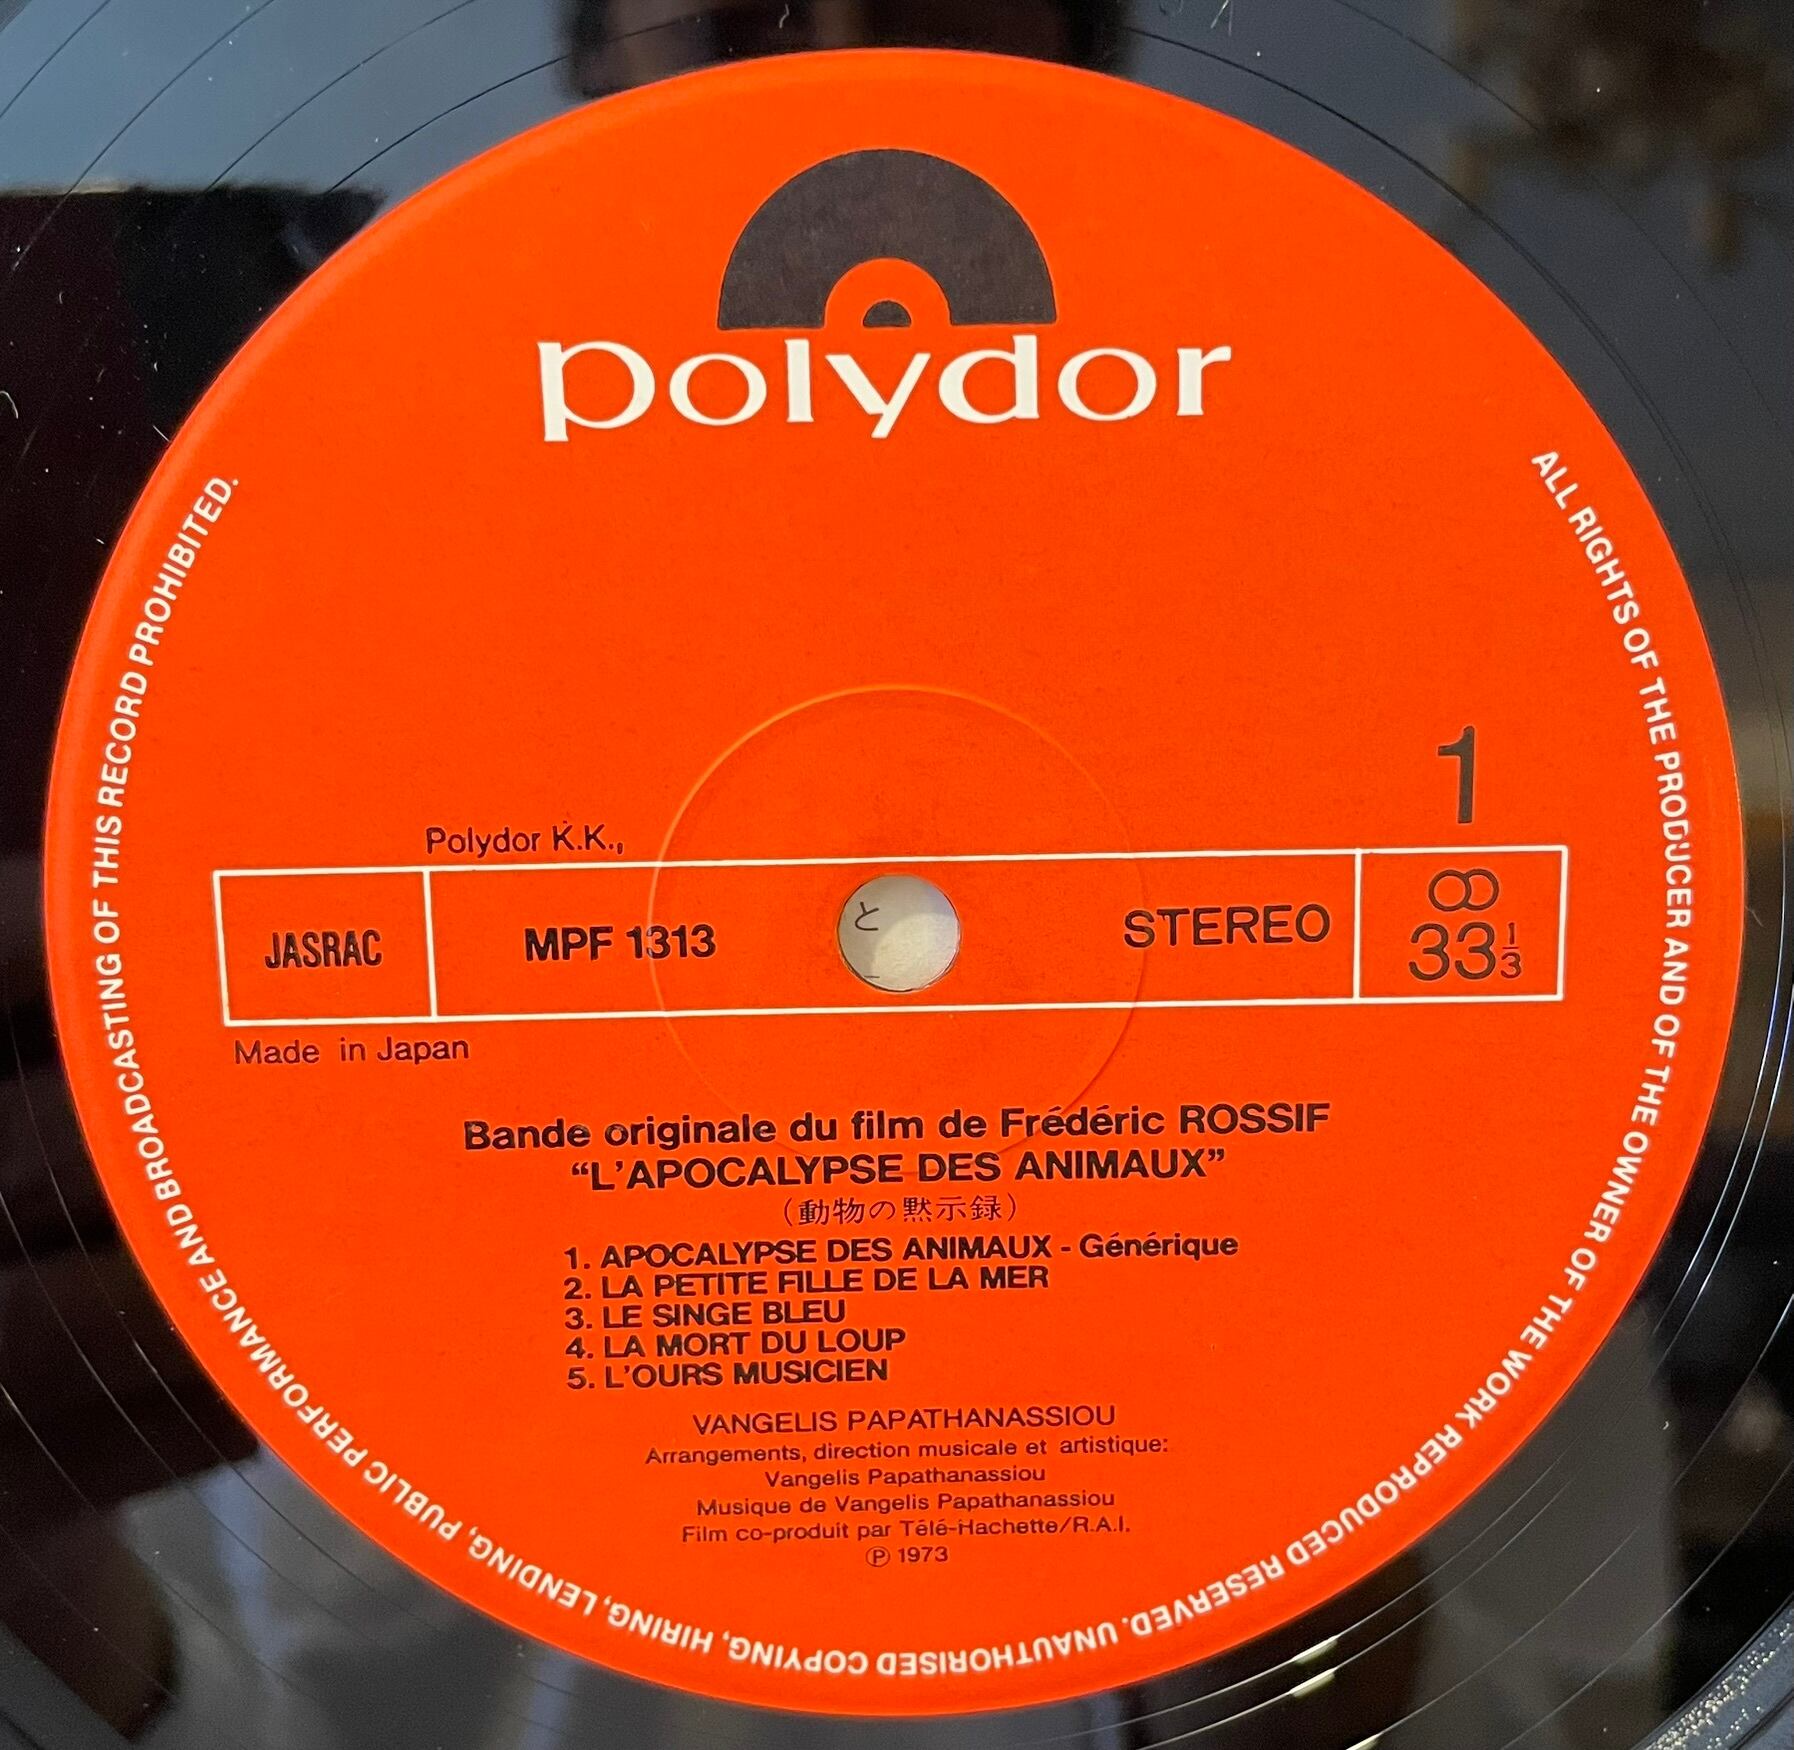 polydor
1
Polydor K.K.,
JASRAC
MPF 1313
と
STEREO
33 1/3
Made in Japan
Bande originale du film de Frédéric ROSSIF
“L'APOCALYPSE DES ANIMAUX”
（動物の黙示録）
1. APOCALYPSE DES ANIMAUX - Générique
2. LA PETITE FILLE DE LA MER
3. LE SINGE BLEU
4. LA MORT DU LOUP
5. L'OURS MUSICIEN
VANGELIS PAPATHANASSIOU
Arrangements, direction musicale et artistique:
Vangelis Papathanassiou
Musique de Vangelis Papathanassiou
Film co-produit par Télé-Hachette/R.A.I.
Ⓟ 1973
ALL RIGHTS OF THE PRODUCER AND OF THE OWNER OF THE WORK REPRODUCED RESERVED. UNAUTHORISED COPYING, HIRING, LENDING, PUBLIC PERFORMANCE AND BROADCASTING OF THIS RECORD PROHIBITED.